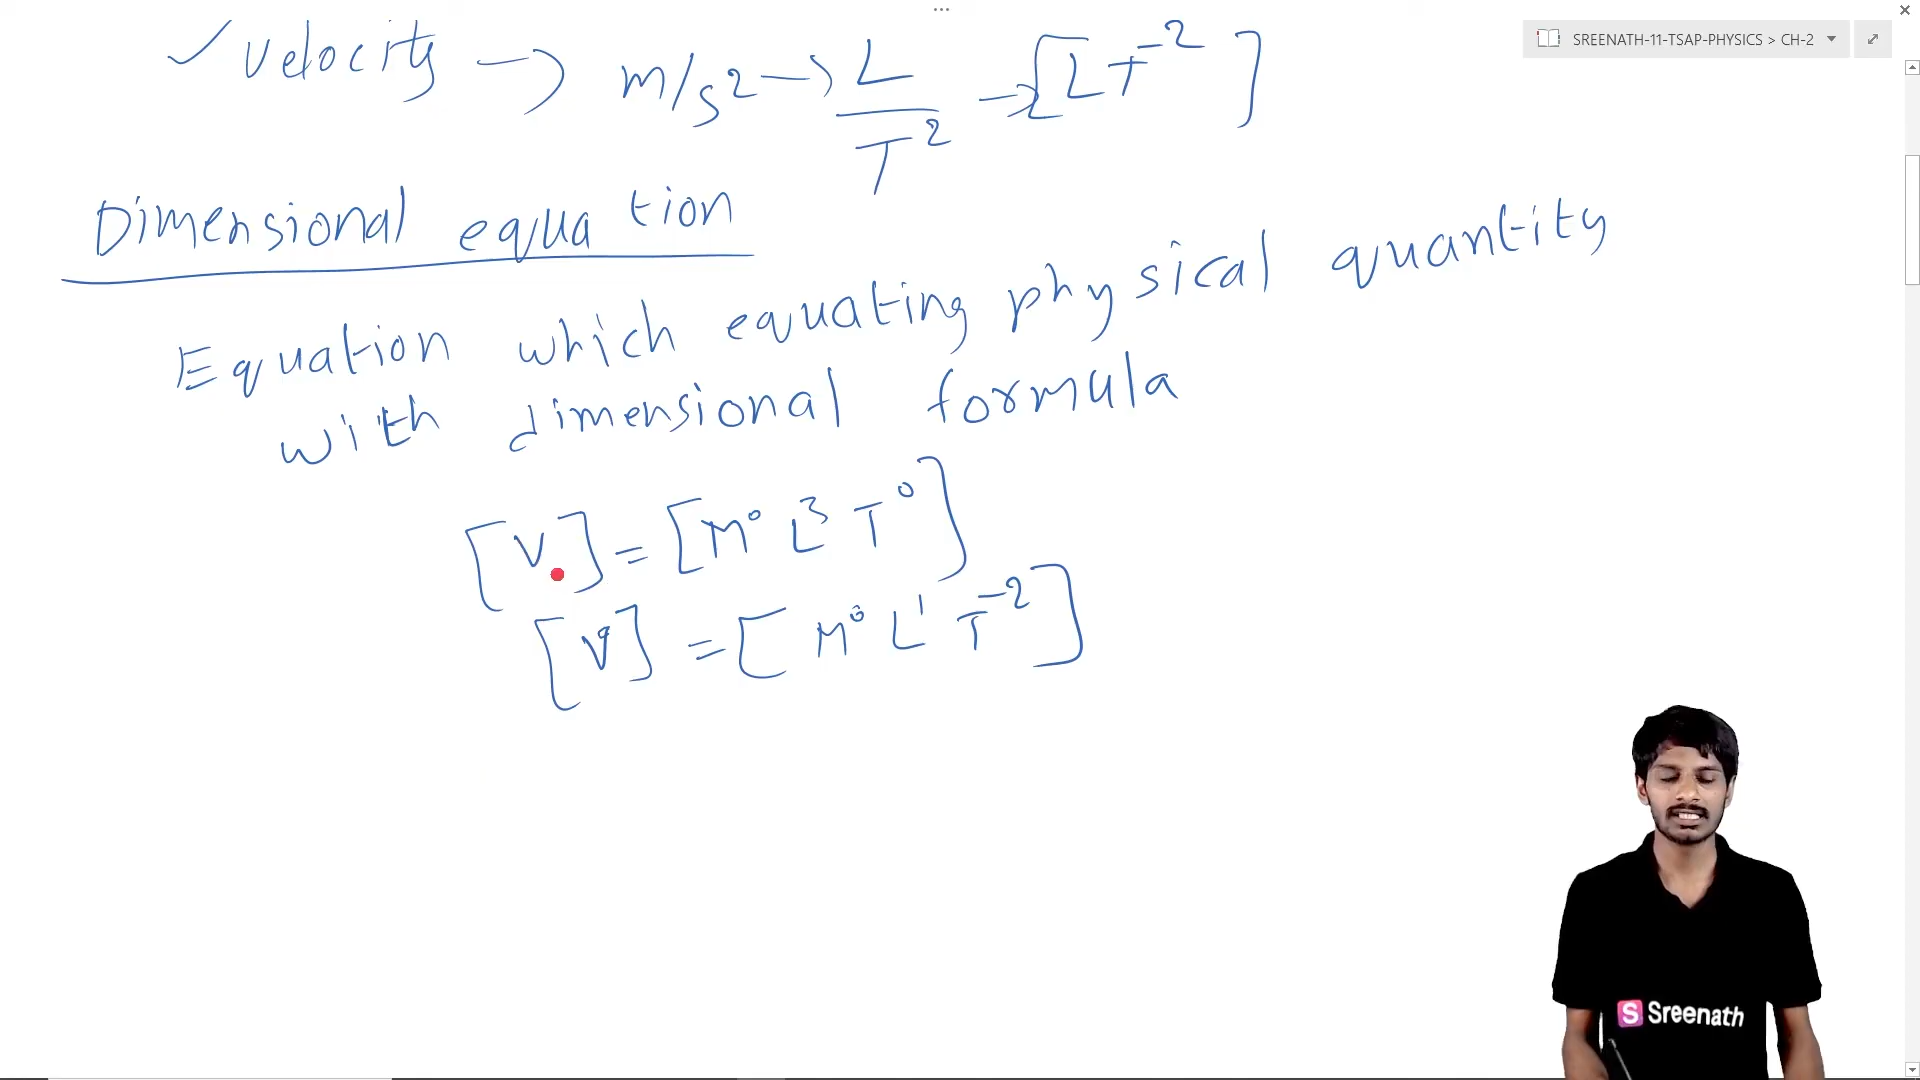 SREENATH-11-TSAP-PHYSICS > CH-2
✓ Velocity → m/s2 → L/T² → [LT⁻²]
Dimensional equation
Equation which equating physical quantity
with dimensional formula
[V] = [M⁰ L³ T⁰]
[v] = [M⁰ L¹ T⁻²]
S Sreenath